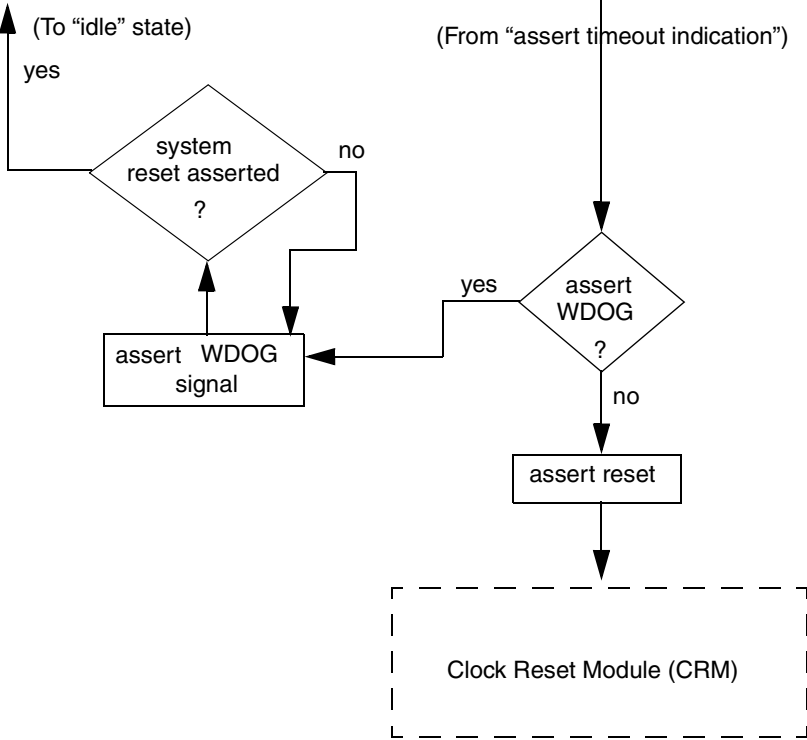 (To “idle” state)
(From “assert timeout indication”)
yes
system
reset asserted
?
no
yes
assert
WDOG
?
assert WDOG
signal
no
assert reset
Clock Reset Module (CRM)